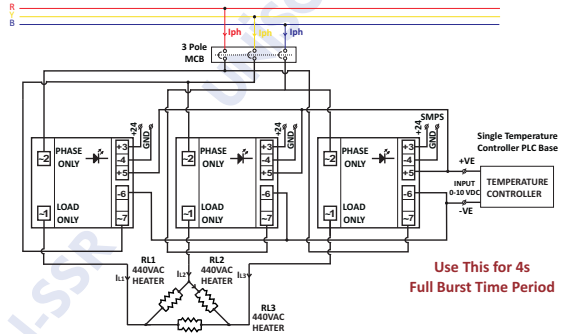 R
Y
B
Iph
Iph
Iph
3 Pole
MCB
+24
GND
+24
GND
SMPS
+24
GND
~2
PHASE
ONLY
+3
-4
+5
-6
~7
~1
LOAD
ONLY
~2
PHASE
ONLY
+3
-4
+5
-6
~7
~1
LOAD
ONLY
~2
PHASE
ONLY
+3
-4
+5
-6
~7
~1
LOAD
ONLY
Single Temperature
Controller PLC Base
+VE
INPUT
0-10 VDC
-VE
TEMPERATURE
CONTROLLER
IL1
RL1
440VAC
HEATER
IL2
RL2
440VAC
HEATER
IL3
RL3
440VAC
HEATER
Use This for 4s
Full Burst Time Period